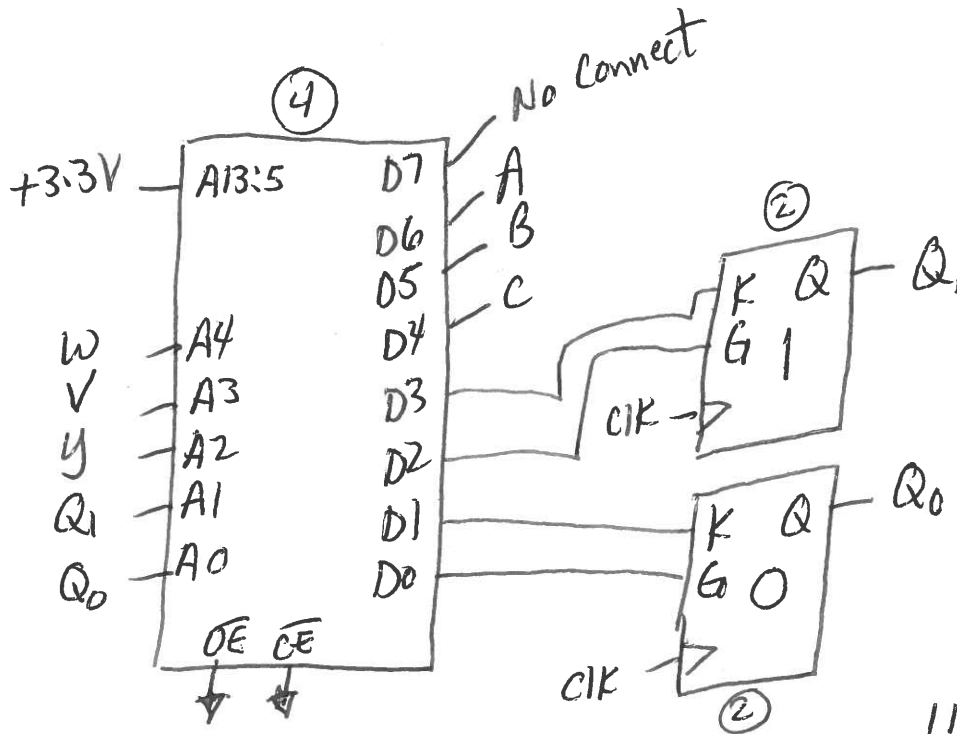 No Connect
4
+3.3V
A13:5
D7
A
D6
B
D5
C
D4
W
A4
V
A3
D3
y
A2
D2
Q1
A1
D1
Q0
A0
D0
OE
CE
2
K
Q
Q
G
1
CLK
K
Q
Q0
G
0
CLK
2
11